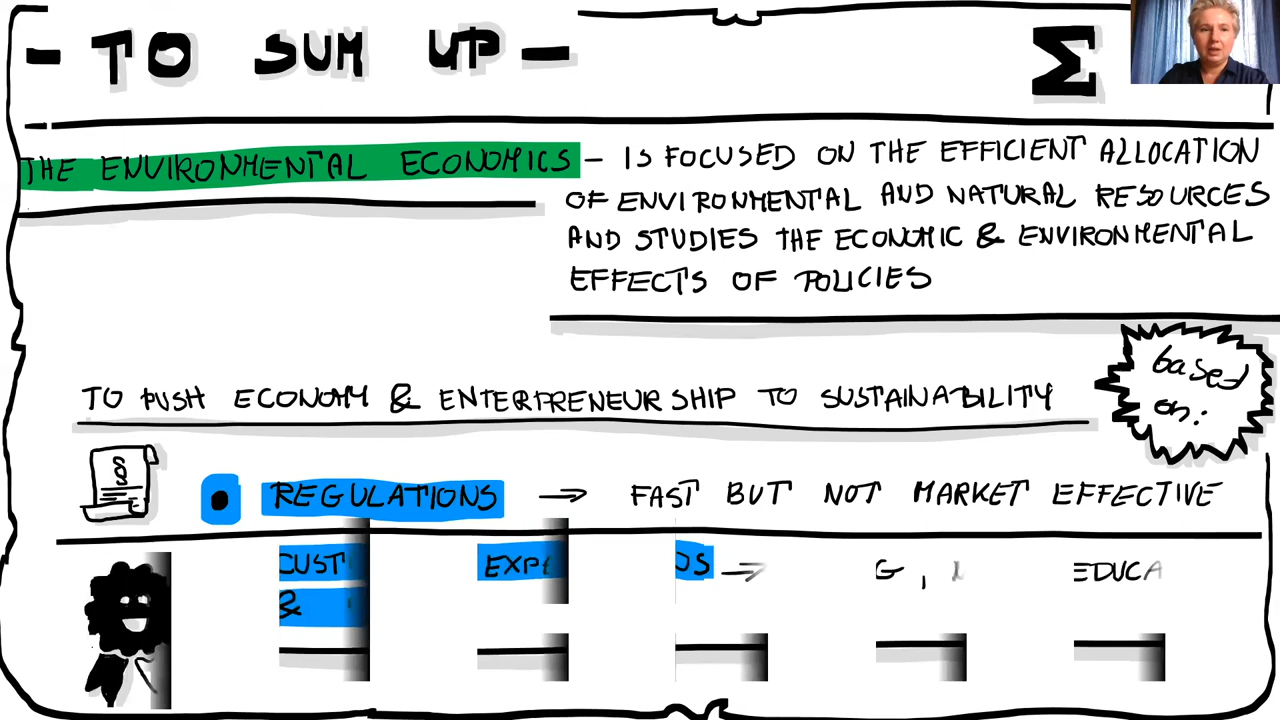 - TO SUM UP -
Σ
THE ENVIRONMENTAL ECONOMICS – IS FOCUSED ON THE EFFICIENT ALLOCATION
OF ENVIRONMENTAL AND NATURAL RESOURCES
AND STUDIES THE ECONOMIC & ENVIRONMENTAL
EFFECTS OF POLICIES
based
on:
TO PUSH ECONOMY & ENTERPRENEURSHIP TO SUSTAINABILITY
§
• REGULATIONS → FAST BUT NOT MARKET EFFECTIVE
&